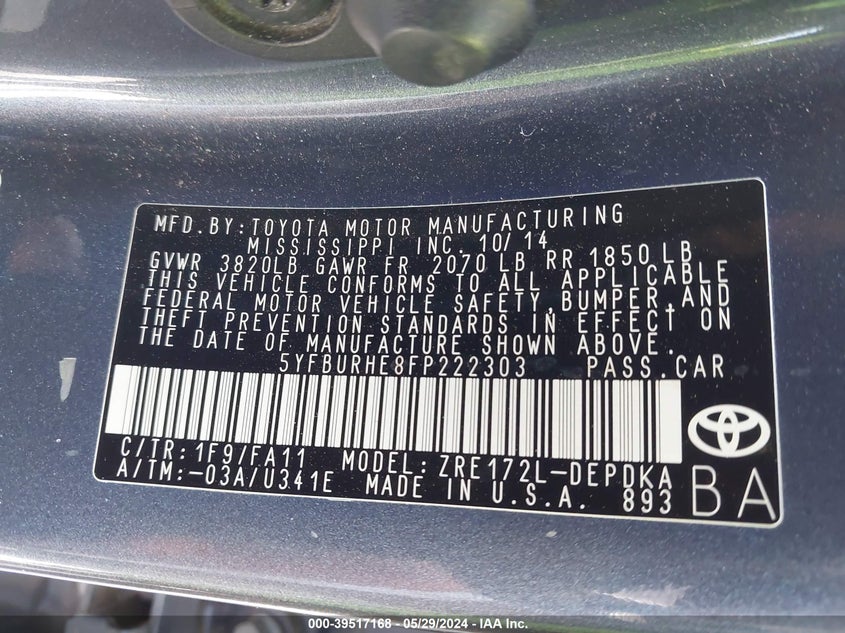 MFD.BY:TOYOTA MOTOR MANUFACTURING
MISSISSIPPI INC. 10/14
GVWR 3820LB GAWR FR 2070 LB RR 1850LB
THIS VEHICLE CONFORMS TO ALL APPLICABLE
FEDERAL MOTOR VEHICLE SAFETY,BUMPER,AND
THEFT PREVENTION STANDARDS IN EFFECT ON
THE DATE OF MANUFACTURE SHOWN ABOVE.
5YFBURHE8FP222303 PASS.CAR
C/TR:1F9/FA11 MODEL:ZRE172L-DEPDKA
A/TM:-03A/U341E MADE IN U.S.A. 893
BA
000-39517168 - 05/29/2024 - IAA Inc.